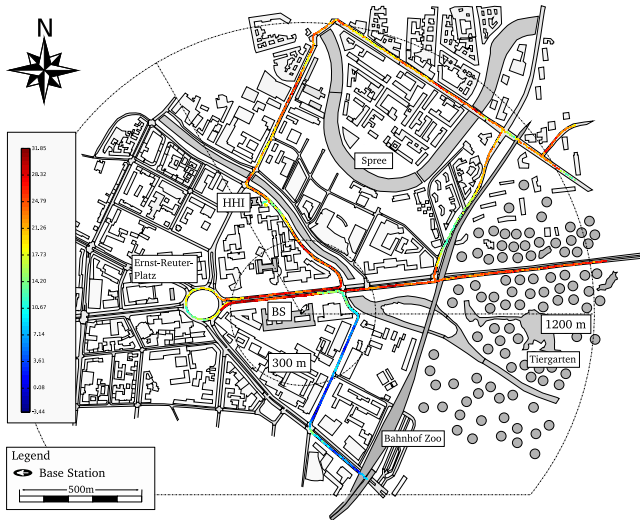 N
31,85
28,32
24,79
21,26
17,73
14,20
10,67
7,14
3,61
0,08
-3,44
Spree
HHI
Ernst-Reuter-
Platz
BS
300 m
1200 m
Tiergarten
Bahnhof Zoo
Legend
Base Station
500m